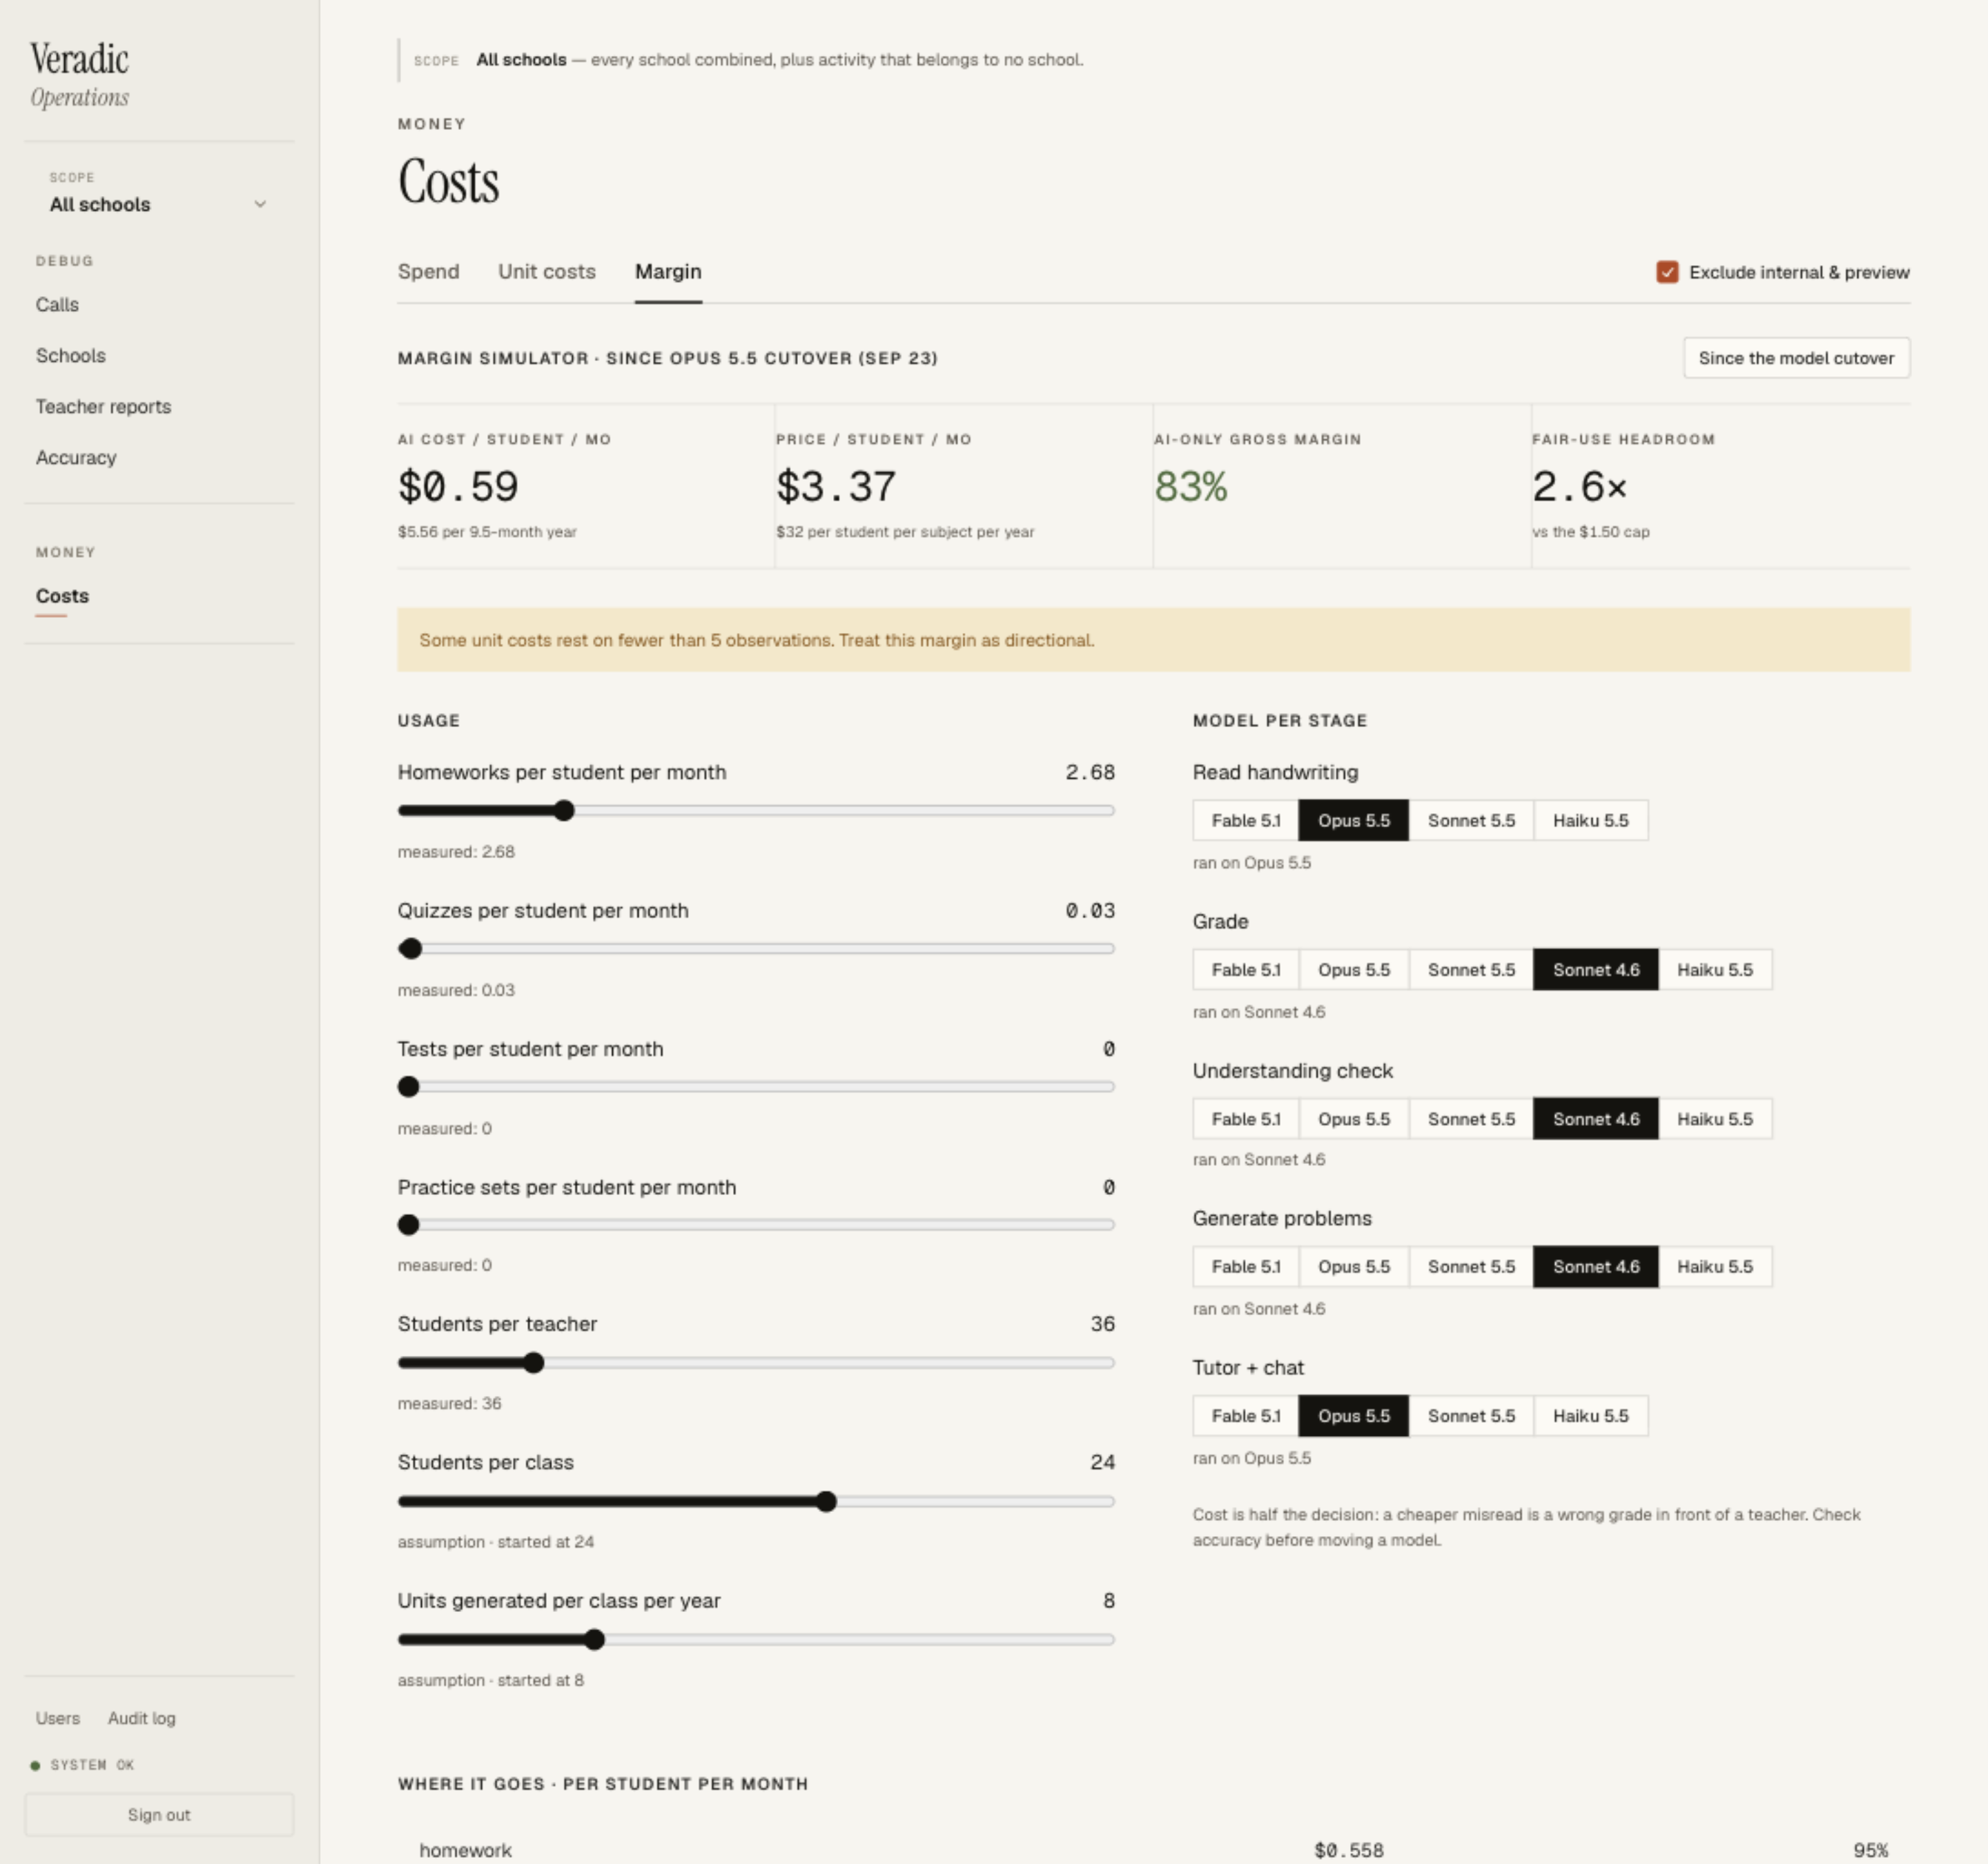 Veradic
Operations
SCOPE
All schools
DEBUG
Calls
Schools
Teacher reports
Accuracy
MONEY
Costs
Users Audit log
SYSTEM OK
Sign out
SCOPE All schools — every school combined, plus activity that belongs to no school.
MONEY
Costs
Spend Unit costs Margin Exclude internal & preview
MARGIN SIMULATOR · SINCE OPUS 5.5 CUTOVER (SEP 23) Since the model cutover
AI COST / STUDENT / MO
$0.59
$5.56 per 9.5-month year
PRICE / STUDENT / MO
$3.37
$32 per student per subject per year
AI-ONLY GROSS MARGIN
83%
FAIR-USE HEADROOM
2.6×
vs the $1.50 cap
Some unit costs rest on fewer than 5 observations. Treat this margin as directional.
USAGE
Homeworks per student per month 2.68
measured: 2.68
Quizzes per student per month 0.03
measured: 0.03
Tests per student per month 0
measured: 0
Practice sets per student per month 0
measured: 0
Students per teacher 36
measured: 36
Students per class 24
assumption · started at 24
Units generated per class per year 8
assumption · started at 8
MODEL PER STAGE
Read handwriting
Fable 5.1 Opus 5.5 Sonnet 5.5 Haiku 5.5
ran on Opus 5.5
Grade
Fable 5.1 Opus 5.5 Sonnet 5.5 Sonnet 4.6 Haiku 5.5
ran on Sonnet 4.6
Understanding check
Fable 5.1 Opus 5.5 Sonnet 5.5 Sonnet 4.6 Haiku 5.5
ran on Sonnet 4.6
Generate problems
Fable 5.1 Opus 5.5 Sonnet 5.5 Sonnet 4.6 Haiku 5.5
ran on Sonnet 4.6
Tutor + chat
Fable 5.1 Opus 5.5 Sonnet 5.5 Haiku 5.5
ran on Opus 5.5
Cost is half the decision: a cheaper misread is a wrong grade in front of a teacher. Check
accuracy before moving a model.
WHERE IT GOES · PER STUDENT PER MONTH
homework $0.558 95%